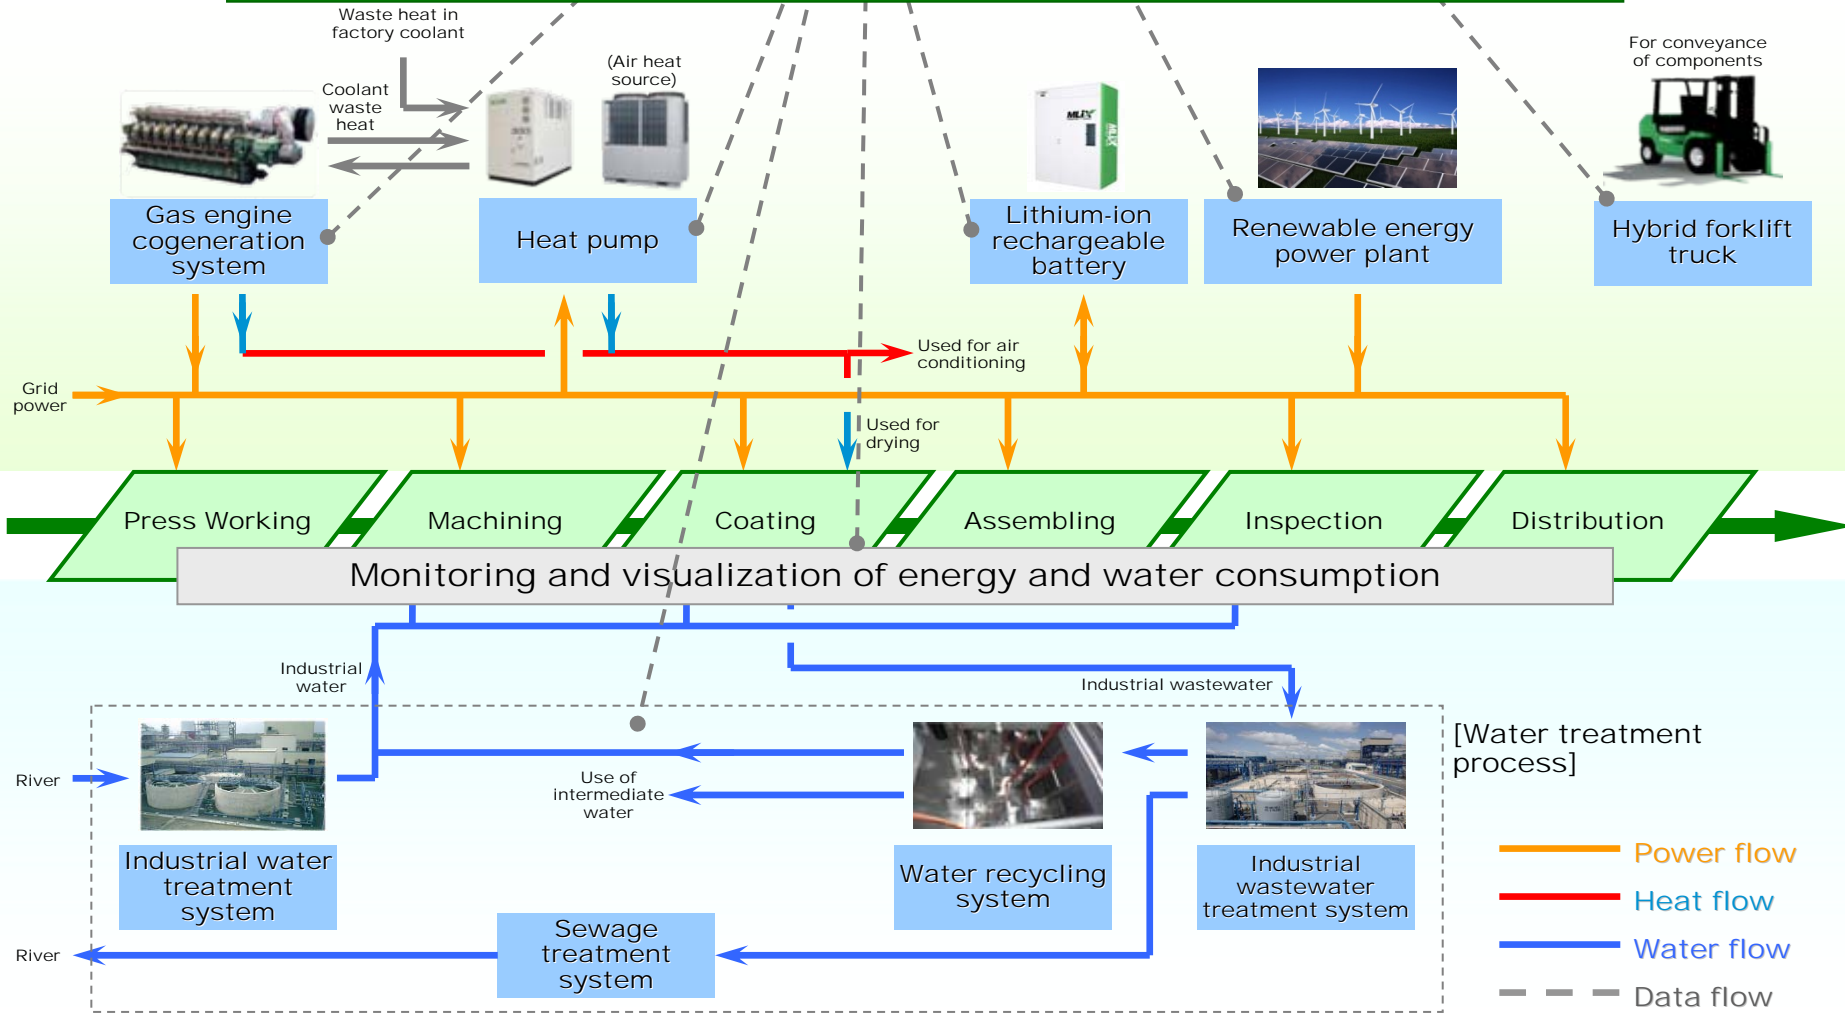 Waste heat in
factory coolant
Coolant
waste
heat
(Air heat
source)
MLiX
MLIX
For conveyance
of components
Gas engine
cogeneration
system
Heat pump
Lithium-ion
rechargeable
battery
Renewable energy
power plant
Hybrid forklift
truck
Used for air
conditioning
Grid
power
Used for
drying
Press Working
Machining
Coating
Assembling
Inspection
Distribution
Monitoring and visualization of energy and water consumption
Industrial
water
Industrial wastewater
[Water treatment
process]
River
Use of
intermediate
water
Industrial water
treatment
system
Water recycling
system
Industrial
wastewater
treatment system
River
Sewage
treatment
system
Power flow
Heat flow
Water flow
Data flow